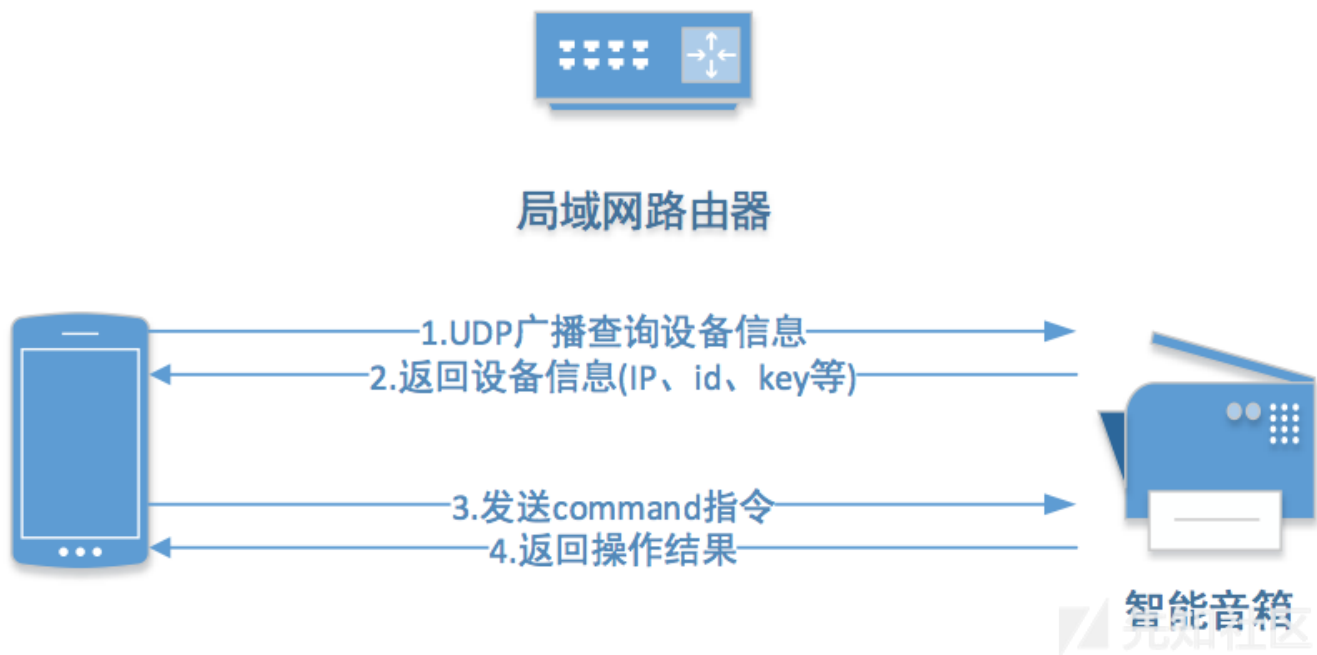 局域网路由器
1.UDP广播查询设备信息
2.返回设备信息(IP、id、key等)
3.发送command指令
4.返回操作结果
智能音箱
先知社区